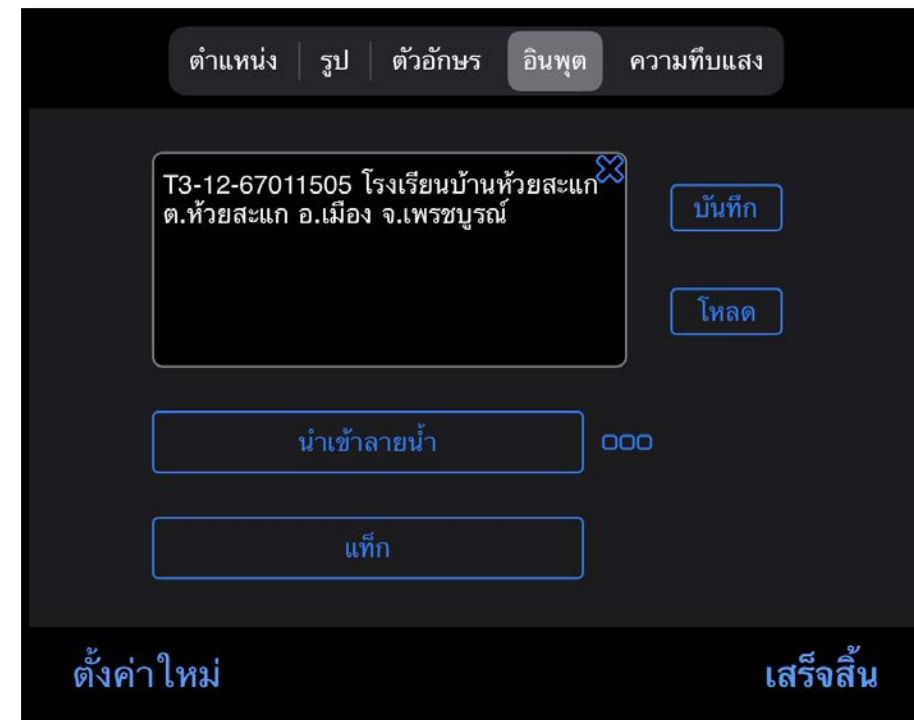 ตำแหน่ง รูป ตัวอักษร อินพุต ความทึบแสง
T3-12-67011505 โรงเรียนบ้านห้วยสะแก
ต.ห้วยสะแก อ.เมือง จ.เพรชบูรณ์
บันทึก
โหลด
นำเข้าลายน้ำ
แท็ก
ตั้งค่าใหม่ เสร็จสิ้น